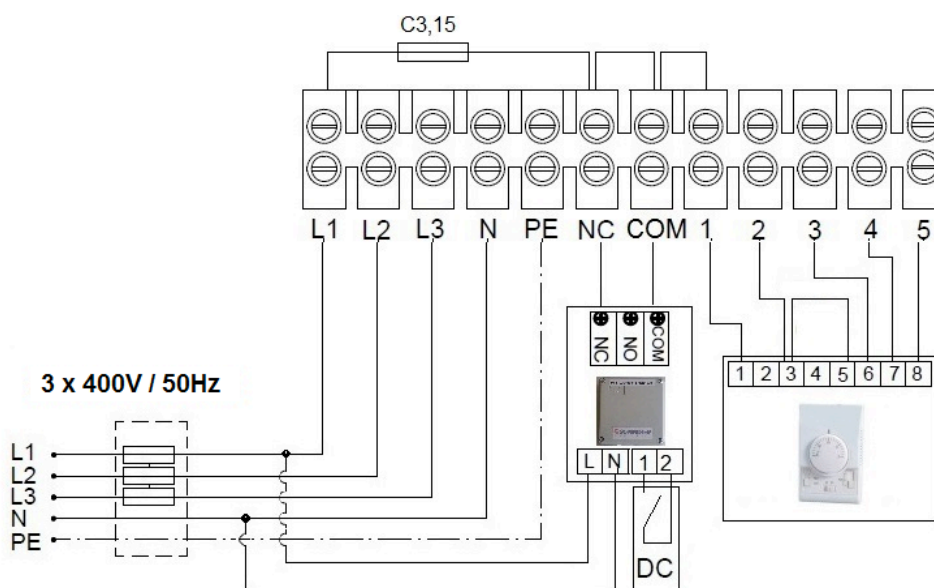 C3,15
L1 L2 L3 N PE NC COM 1 2 3 4 5
NC NO COM
1 2 3 4 5 6 7 8
3 x 400V / 50Hz
L1
L2
L3
N
PE
L N 1 2
DC